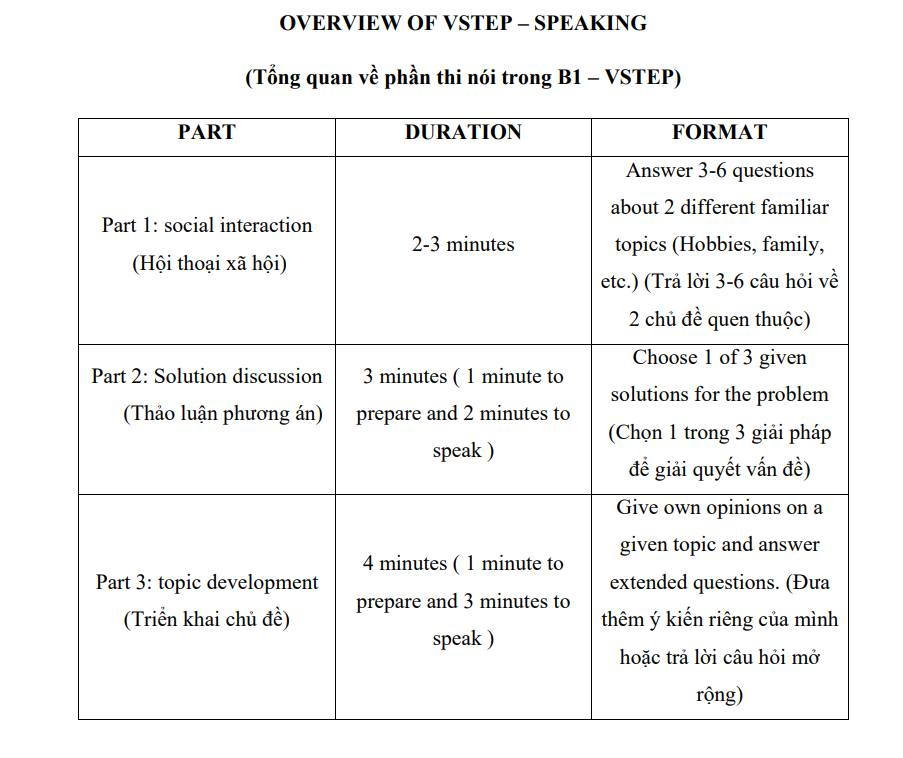 OVERVIEW OF VSTEP – SPEAKING
(Tổng quan về phần thi nói trong B1 – VSTEP)
PART
DURATION
FORMAT
Part 1: social interaction
(Hội thoại xã hội)
2-3 minutes
Answer 3-6 questions
about 2 different familiar
topics (Hobbies, family,
etc.) (Trả lời 3-6 câu hỏi về
2 chủ đề quen thuộc)
Part 2: Solution discussion
(Thảo luận phương án)
3 minutes ( 1 minute to
prepare and 2 minutes to
speak )
Choose 1 of 3 given
solutions for the problem
(Chọn 1 trong 3 giải pháp
để giải quyết vấn đề)
Part 3: topic development
(Triển khai chủ đề)
4 minutes ( 1 minute to
prepare and 3 minutes to
speak )
Give own opinions on a
given topic and answer
extended questions. (Đưa
thêm ý kiến riêng của mình
hoặc trả lời câu hỏi mở
rộng)